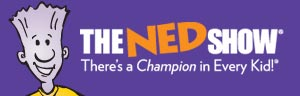 THE NED SHOW®
There's a Champion in Every Kid!®